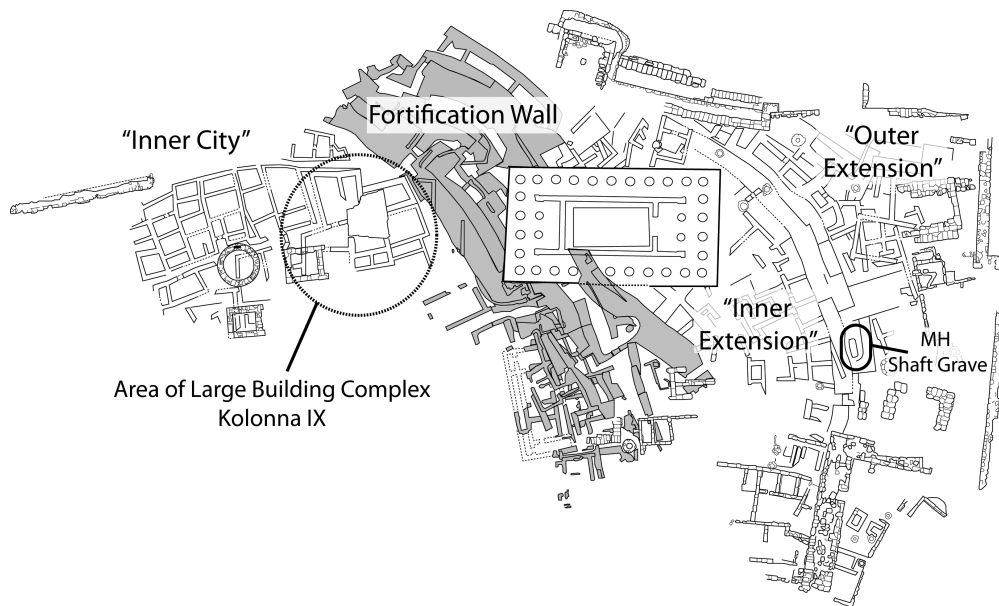 Fortification Wall
“Inner City”
“Outer
Extension”
“Inner
Extension”
MH
Shaft Grave
Area of Large Building Complex
Kolonna IX